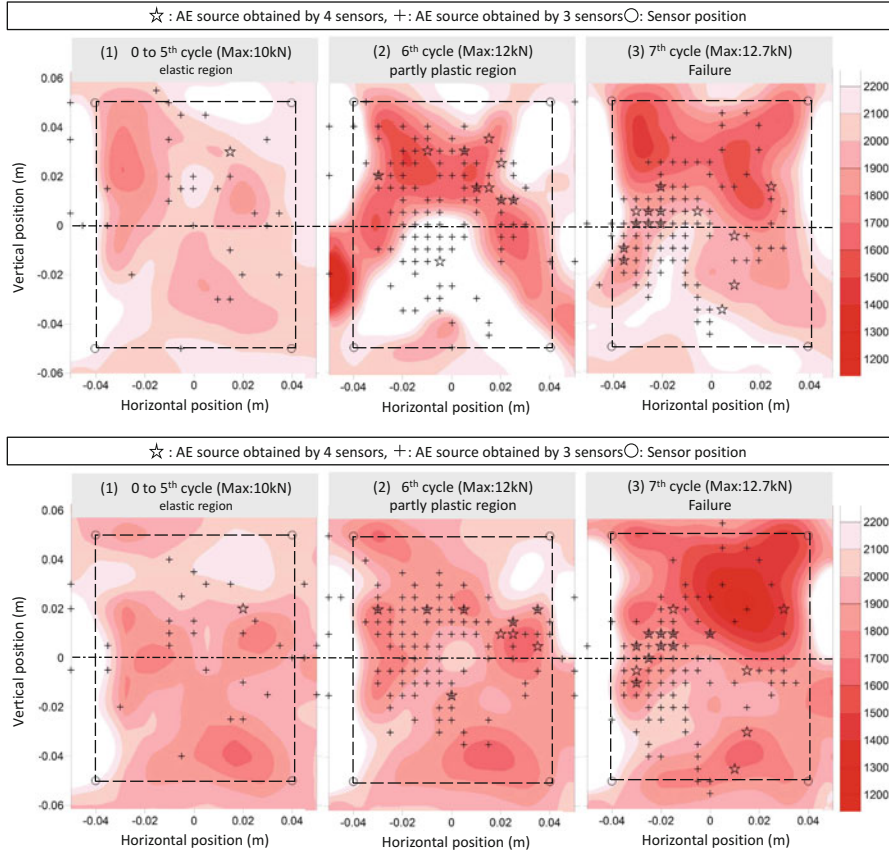 ☆ : AE source obtained by 4 sensors, +: AE source obtained by 3 sensors○: Sensor position
(1) 0 to 5th cycle (Max:10kN)
elastic region
(2) 6th cycle (Max:12kN)
partly plastic region
(3) 7th cycle (Max:12.7kN)
Failure
0.06
0.04
0.02
0
-0.02
-0.04
-0.06
Vertical position (m)
-0.04 -0.02 0 0.02 0.04
-0.04 -0.02 0 0.02 0.04
-0.04 -0.02 0 0.02 0.04
Horizontal position (m)
Horizontal position (m)
Horizontal position (m)
2200
2100
2000
1900
1800
1700
1600
1500
1400
1300
1200
☆ : AE source obtained by 4 sensors, +: AE source obtained by 3 sensors○: Sensor position
(1) 0 to 5th cycle (Max:10kN)
elastic region
(2) 6th cycle (Max:12kN)
partly plastic region
(3) 7th cycle (Max:12.7kN)
Failure
0.06
0.04
0.02
0
-0.02
-0.04
-0.06
Vertical position (m)
-0.04 -0.02 0 0.02 0.04
-0.04 -0.02 0 0.02 0.04
-0.04 -0.02 0 0.02 0.04
Horizontal position (m)
Horizontal position (m)
Horizontal position (m)
2200
2100
2000
1900
1800
1700
1600
1500
1400
1300
1200